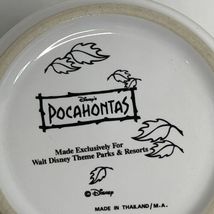 Disney's
POCAHONTAS
Made Exclusively For
Walt Disney Theme Parks & Resorts
© Disney
MADE IN THAILAND/M.A.